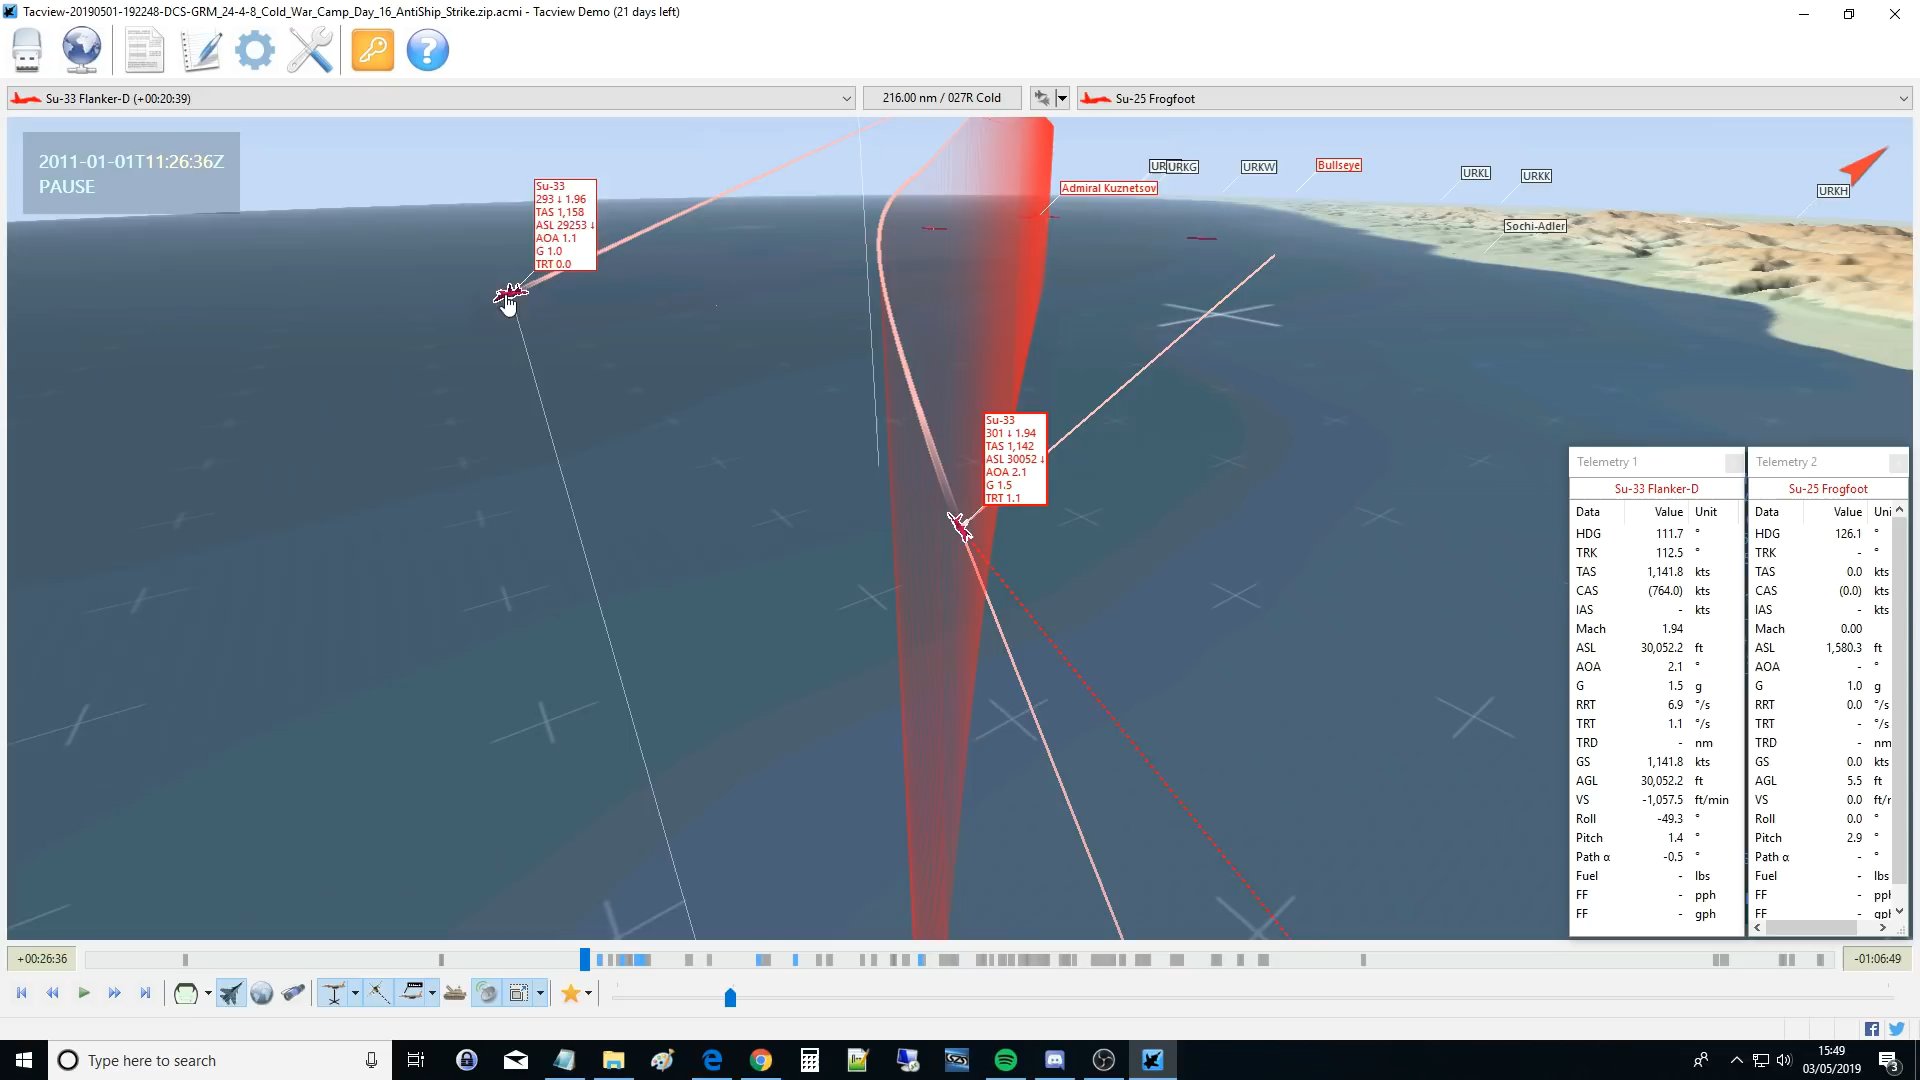 Tacview-20190501-192248-DCS-GRM_24-4-8_Cold_War_Camp_Day_16_AntiShip_Strike.zip.acmi - Tacview Demo (21 days left)
Su-33 Flanker-D (+00:20:39)
216.00 nm / 027R Cold
Su-25 Frogfoot
2011-01-01T11:26:36Z
PAUSE
Su-33
293 ↓ 1.96
TAS 1,158
ASL 29253 ↓
AOA 1.1
G 1.0
TRT 0.0
Admiral Kuznetsov
URKG
URKW
Bullseye
URKL
URKK
URKH
Sochi-Adler
Su-33
301 ↓ 1.94
TAS 1,142
ASL 30052 ↓
AOA 2.1
G 1.5
TRT 1.1
Telemetry 1
Su-33 Flanker-D
Data Value Unit
HDG 111.7 °
TRK 112.5 °
TAS 1,141.8 kts
CAS (764.0) kts
IAS - kts
Mach 1.94
ASL 30,052.2 ft
AOA 2.1 °
G 1.5 g
RRT 6.9 °/s
TRT 1.1 °/s
TRD - nm
GS 1,141.8 kts
AGL 30,052.2 ft
VS -1,057.5 ft/min
Roll -49.3 °
Pitch 1.4 °
Path α -0.5 °
Fuel - lbs
FF - pph
FF - gph
Telemetry 2
Su-25 Frogfoot
Data Value Uni
HDG 126.1 °
TRK - °
TAS 0.0 kts
CAS (0.0) kts
IAS - kts
Mach 0.00
ASL 1,580.3 ft
AOA - °
G 1.0 g
RRT 0.0 °/s
TRT - °/s
TRD - nm
GS 0.0 kts
AGL 5.5 ft
VS 0.0 ft/r
Roll 0.0 °
Pitch 2.9 °
Path α - °
Fuel - lbs
FF - pph
FF - gph
+00:26:36
-01:06:49
Type here to search
15:49
03/05/2019
3